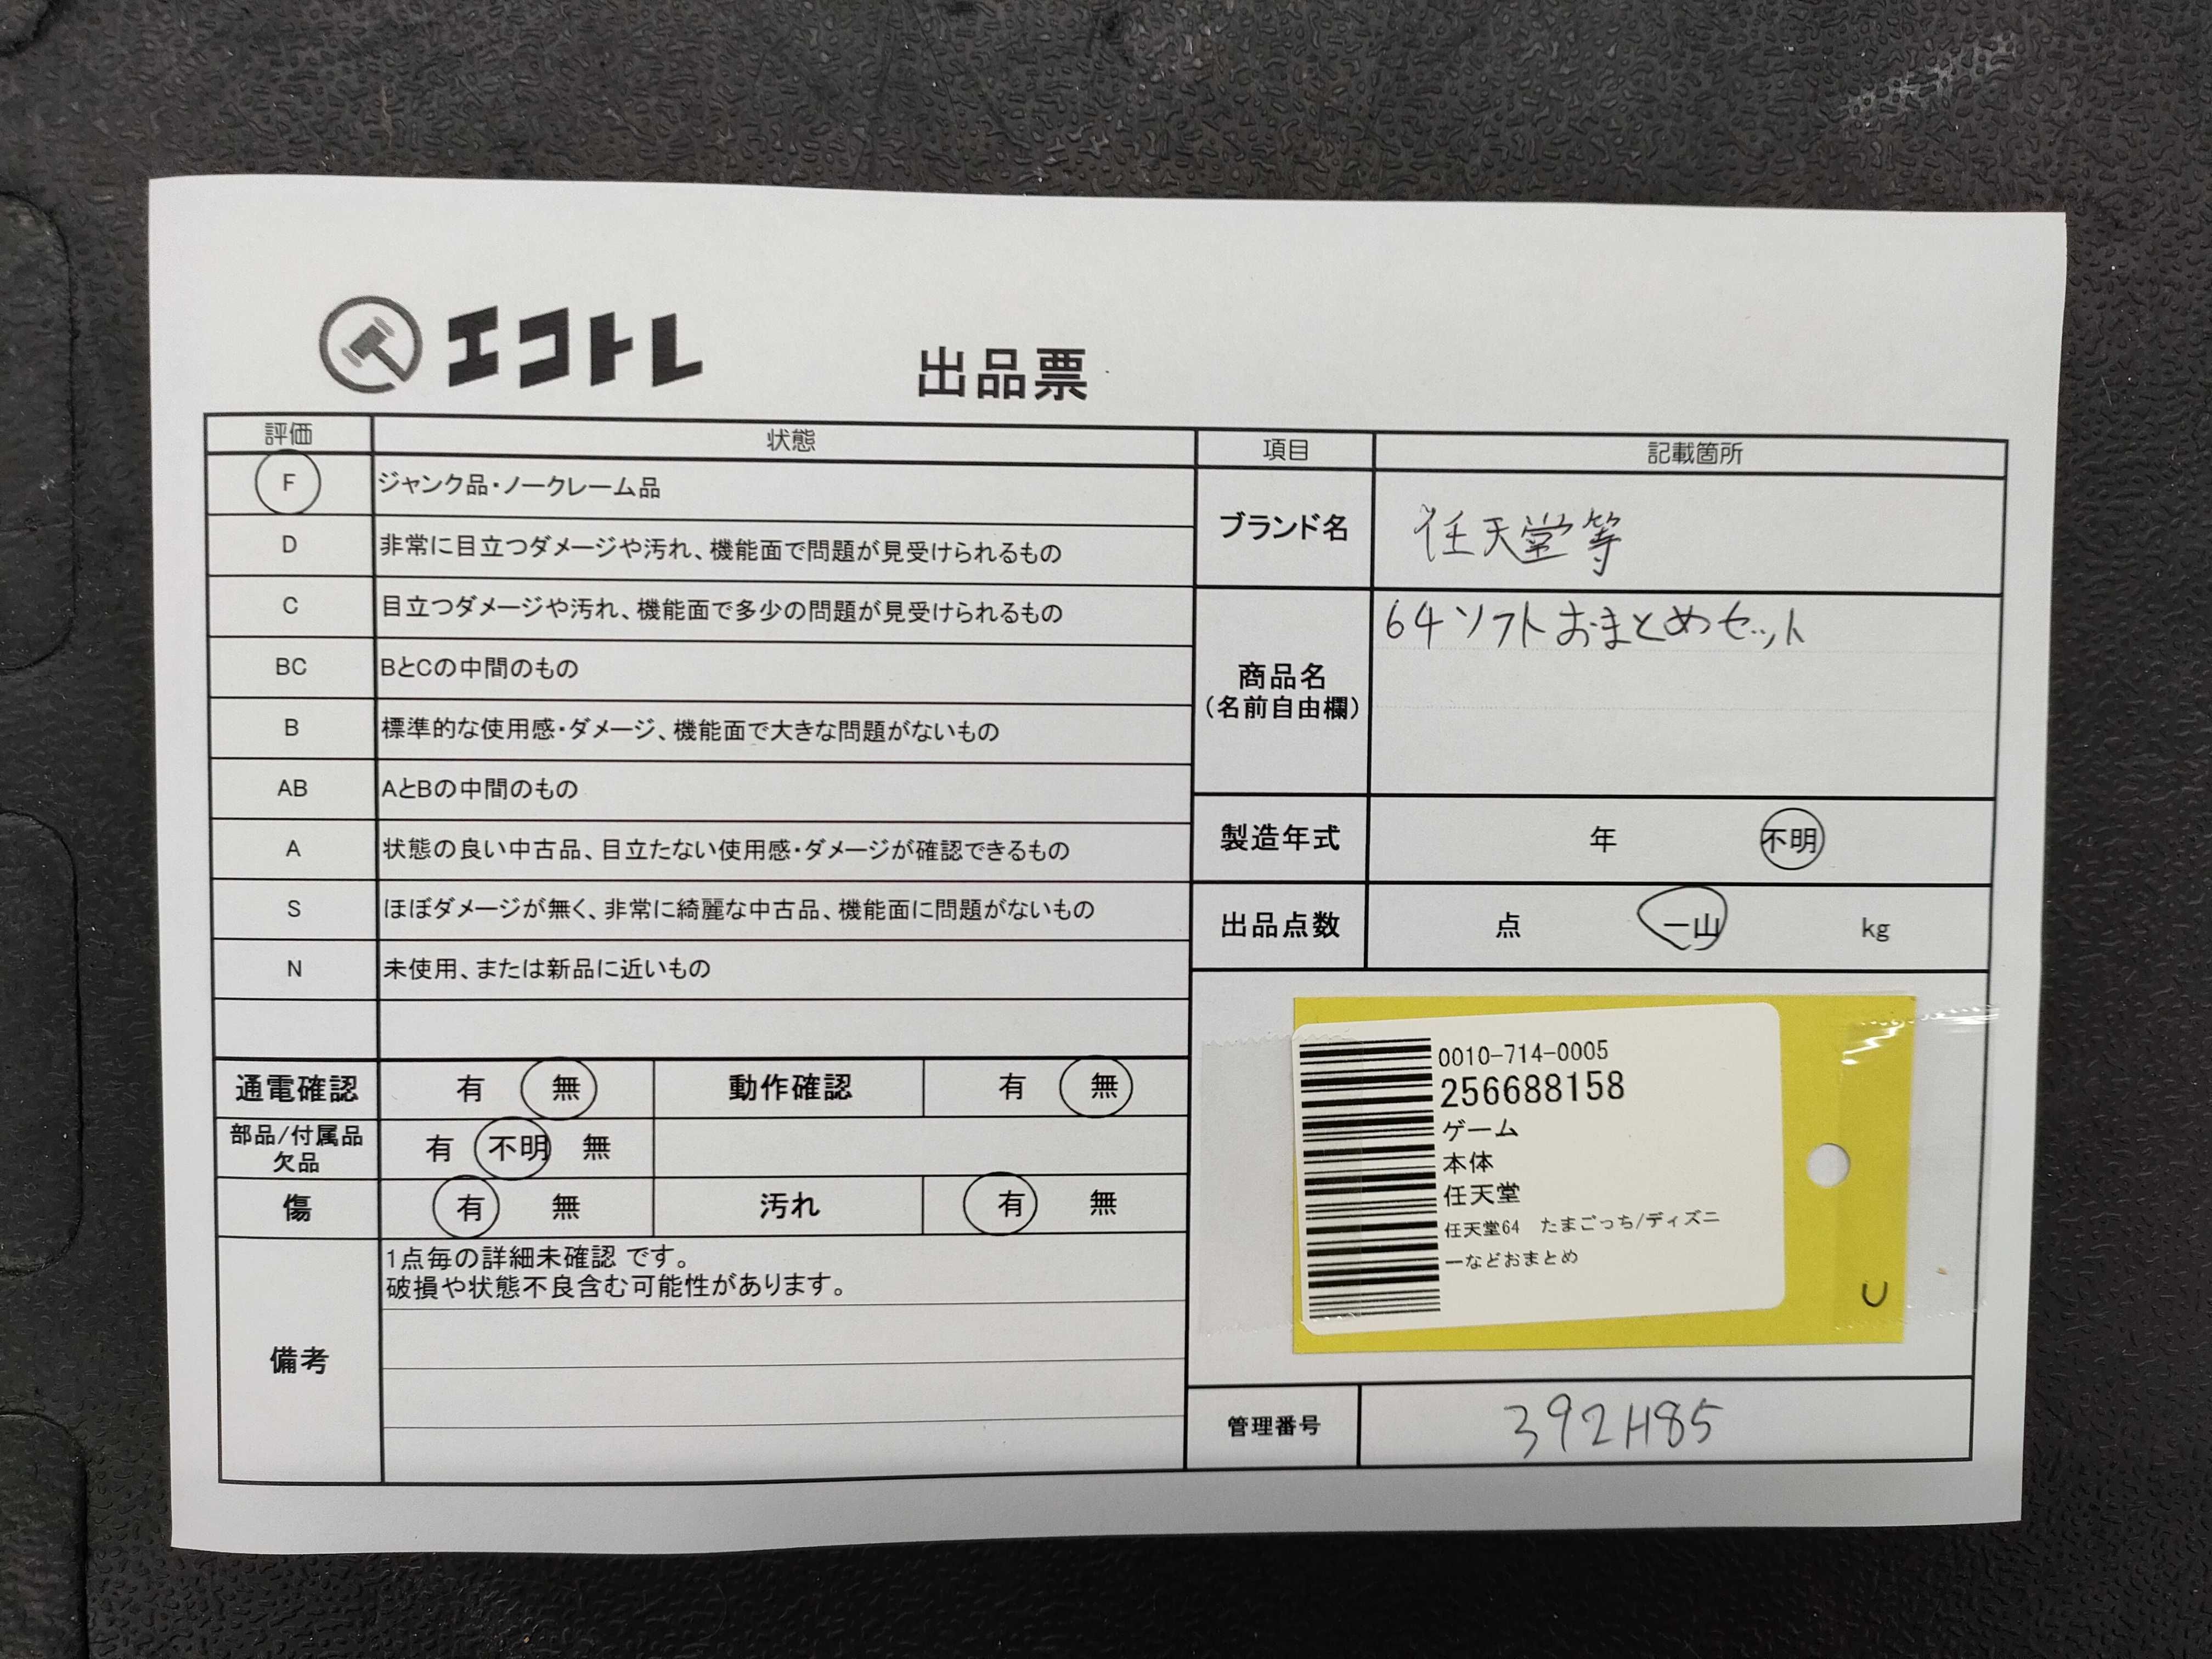 エコトレ
出品票
評価 状態
F ジャンク品・ノークレーム品
D 非常に目立つダメージや汚れ、機能面で問題が見受けられるもの
C 目立つダメージや汚れ、機能面で多少の問題が見受けられるもの
BC BとCの中間のもの
B 標準的な使用感・ダメージ、機能面で大きな問題がないもの
AB AとBの中間のもの
A 状態の良い中古品、目立たない使用感・ダメージが確認できるもの
S ほぼダメージが無く、非常に綺麗な中古品、機能面に問題がないもの
N 未使用、または新品に近いもの
通電確認 有 無 動作確認 有 無
部品/付属品
欠品 有 不明 無
傷 有 無 汚れ 有 無
備考
1点毎の詳細未確認 です。
破損や状態不良含む可能性があります。
項目 記載箇所
ブランド名 任天堂等
商品名
(名前自由欄)
64ソフトおまとめセット
製造年式 年 不明
出品点数 点 一山 kg
0010-714-0005
256688158
ゲーム
本体
任天堂
任天堂64 たまごっち/ディズニ
ーなどおまとめ
U
管理番号 392H85